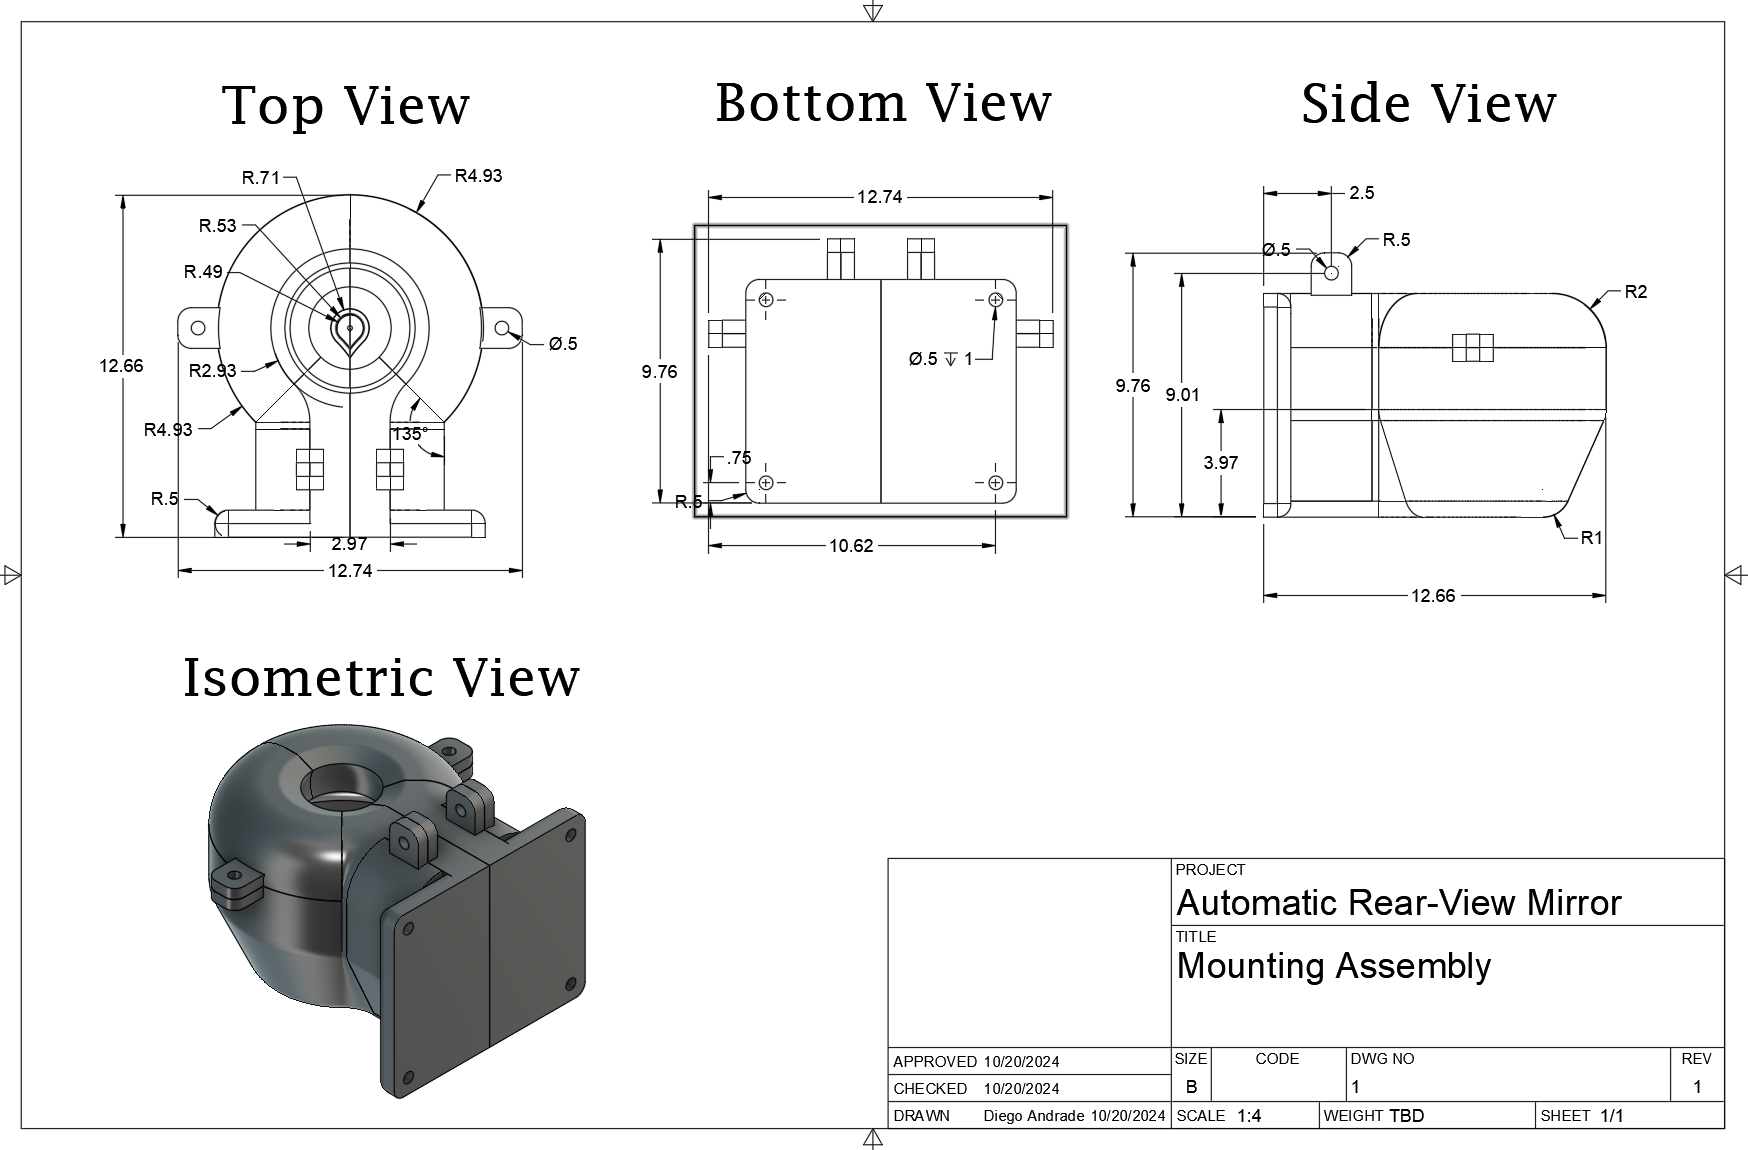 Top View
R.71
R4.93
R.53
R.49
Ø.5
12.66
R2.93
R4.93
135°
R.5
2.97
12.74
Bottom View
12.74
9.76
Ø.5 ↧ 1
.75
R.5
10.62
Side View
2.5
Ø.5
R.5
R2
9.76
9.01
3.97
R1
12.66
Isometric View
PROJECT
Automatic Rear-View Mirror
TITLE
Mounting Assembly
APPROVED 10/20/2024
CHECKED 10/20/2024
DRAWN Diego Andrade 10/20/2024
SIZE CODE DWG NO REV
B 1 1
SCALE 1:4 WEIGHT TBD SHEET 1/1